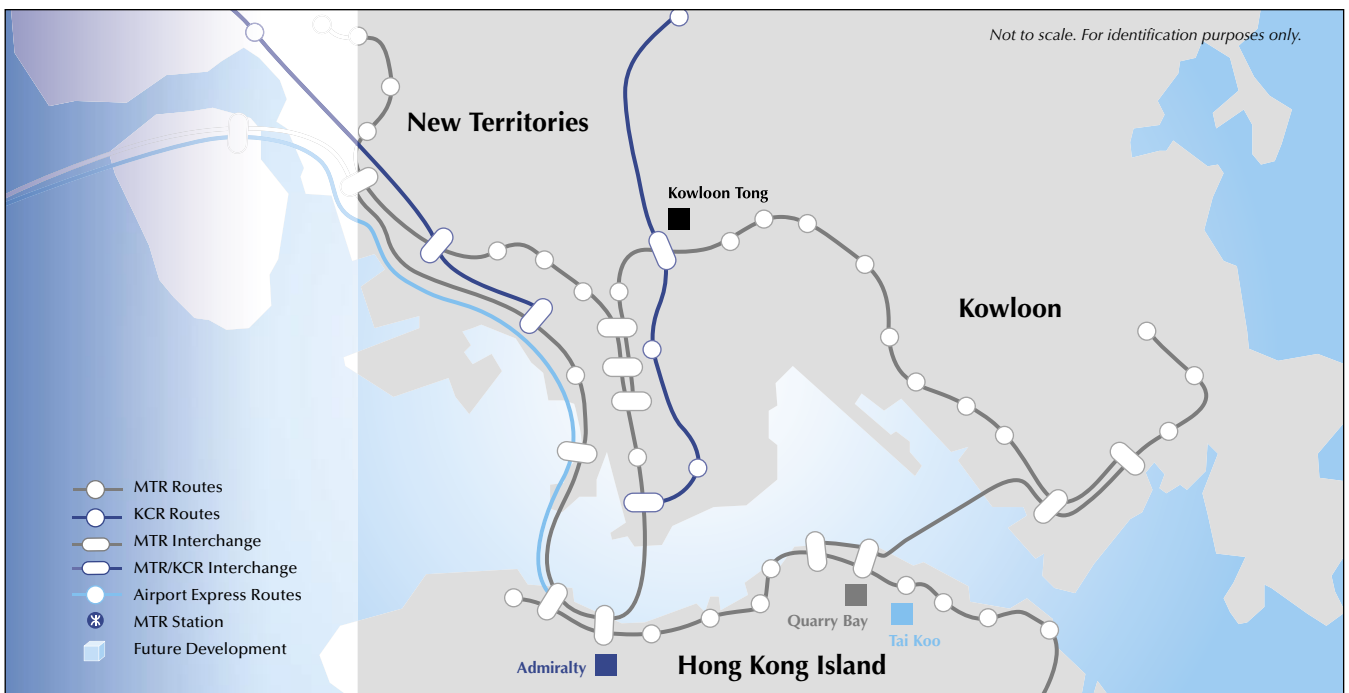 Not to scale. For identification purposes only.
New Territories
Kowloon Tong
Kowloon
MTR Routes
KCR Routes
MTR Interchange
MTR/KCR Interchange
Airport Express Routes
MTR Station
Future Development
Quarry Bay
Tai Koo
Admiralty
Hong Kong Island